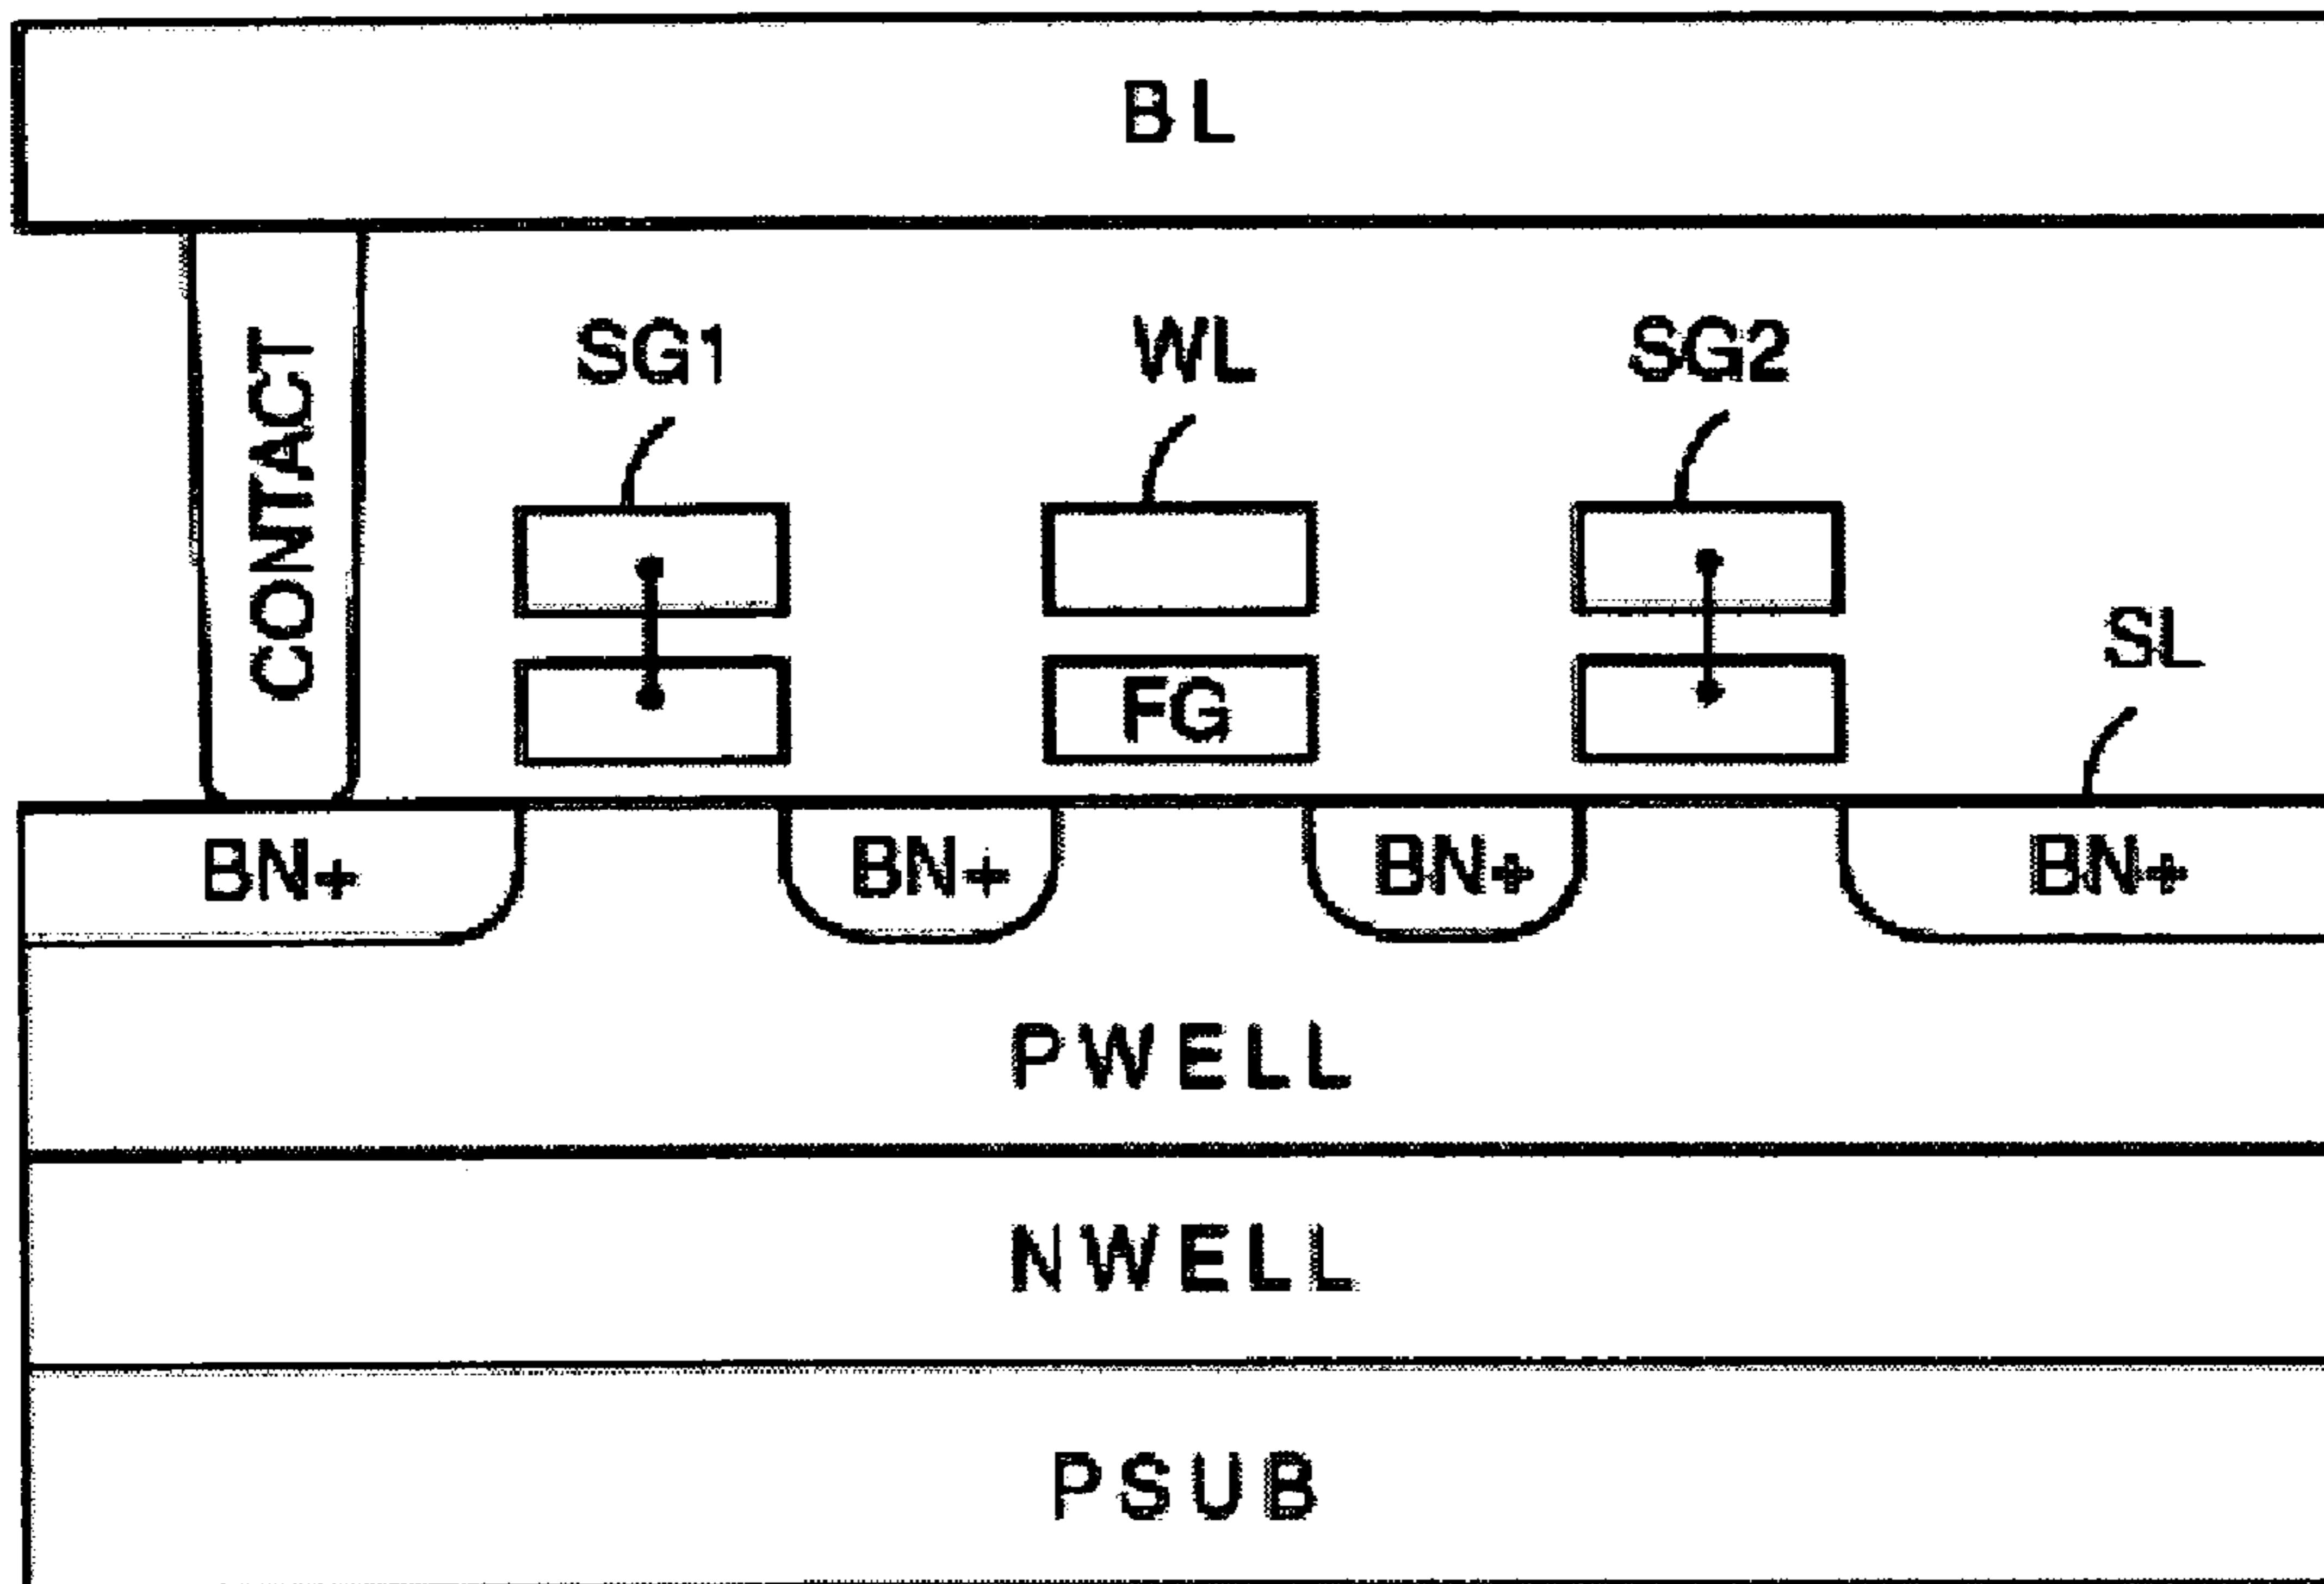 BL
SG1 WL SG2
CONTACT
SL
FG
BN+ BN+ BN+ BN+
PWELL
NWELL
PSUB